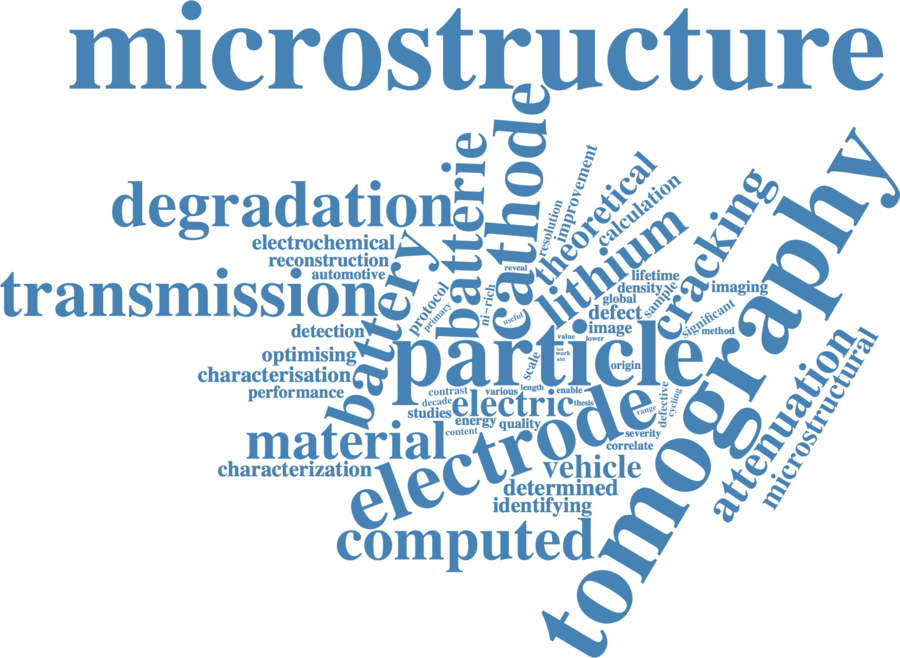 microstructure
cathode
batterie
improvement
resolution
theoretical
calculation
degradation
lithium
cracking
tomography
electrochemical
reconstruction
automotive
battery
reveal
lifetime
density
imaging
transmission
protocol
primary
ni-rich
useful
global
sample
defect
significant
detection
image
method
value
lower
particle
optimising
tool
work
aim
scale
origin
characterisation
performance
contrast
various
length
enable
decade
electric
thesis
range
defective
cycling
attenuation
microstructural
studies
energy
quality
content
electrode
severity
correlate
material
characterization
vehicle
determined
identifying
computed